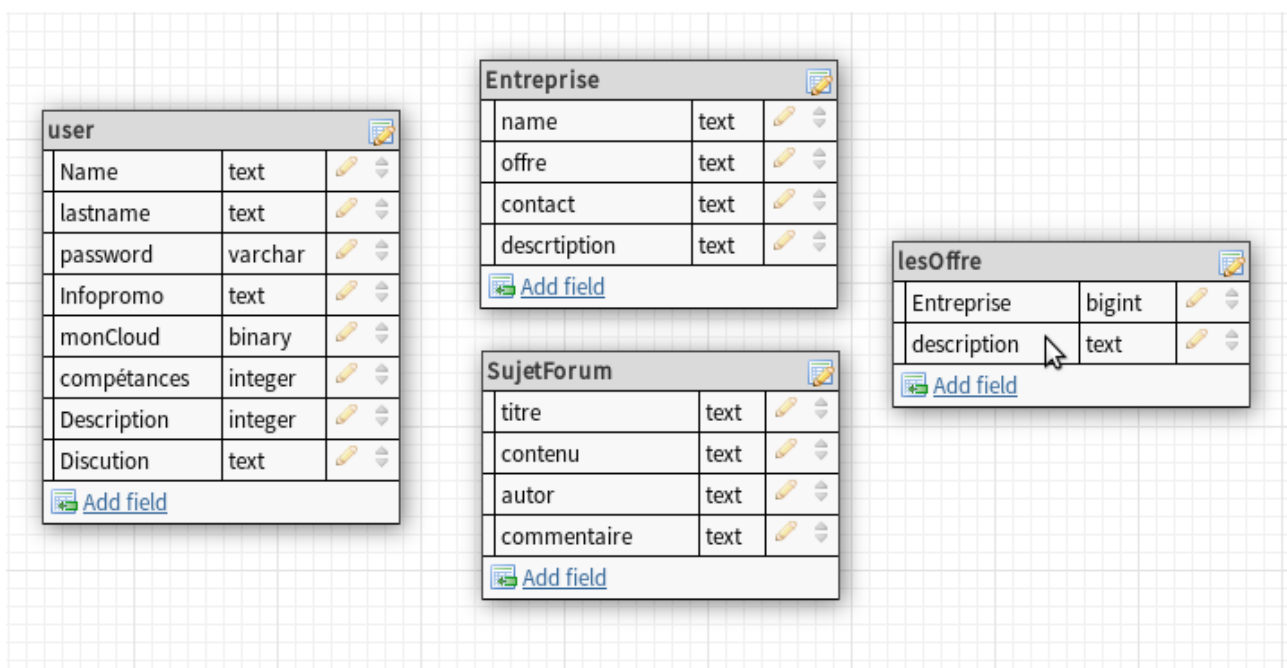 user
Name text
lastname text
password varchar
Infopromo text
monCloud binary
compétances integer
Description integer
Discution text
Add field
Entreprise
name text
offre text
contact text
descrtiption text
Add field
SujetForum
titre text
contenu text
autor text
commentaire text
Add field
lesOffre
Entreprise bigint
description text
Add field